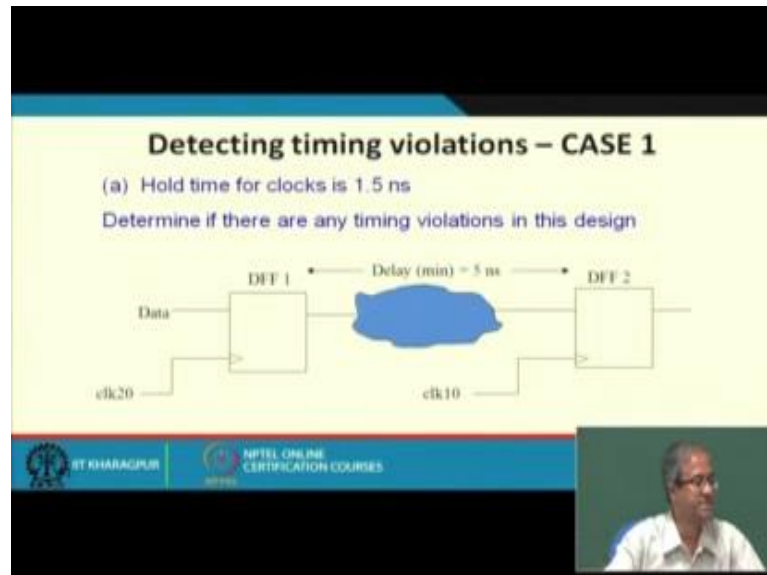 Detecting timing violations – CASE 1
(a) Hold time for clocks is 1.5 ns
Determine if there are any timing violations in this design
DFF 1
Delay (min) = 5 ns
DFF 2
Data
clk20
clk10
IIT KHARAGPUR
NPTEL ONLINE
CERTIFICATION COURSES
NPTEL